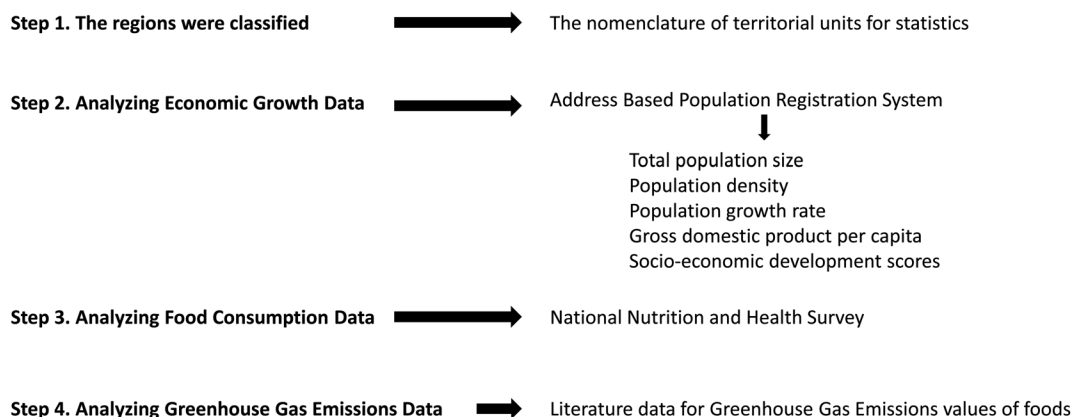 Step 1. The regions were classified
The nomenclature of territorial units for statistics
Step 2. Analyzing Economic Growth Data
Address Based Population Registration System
Total population size
Population density
Population growth rate
Gross domestic product per capita
Socio-economic development scores
Step 3. Analyzing Food Consumption Data
National Nutrition and Health Survey
Step 4. Analyzing Greenhouse Gas Emissions Data
Literature data for Greenhouse Gas Emissions values of foods